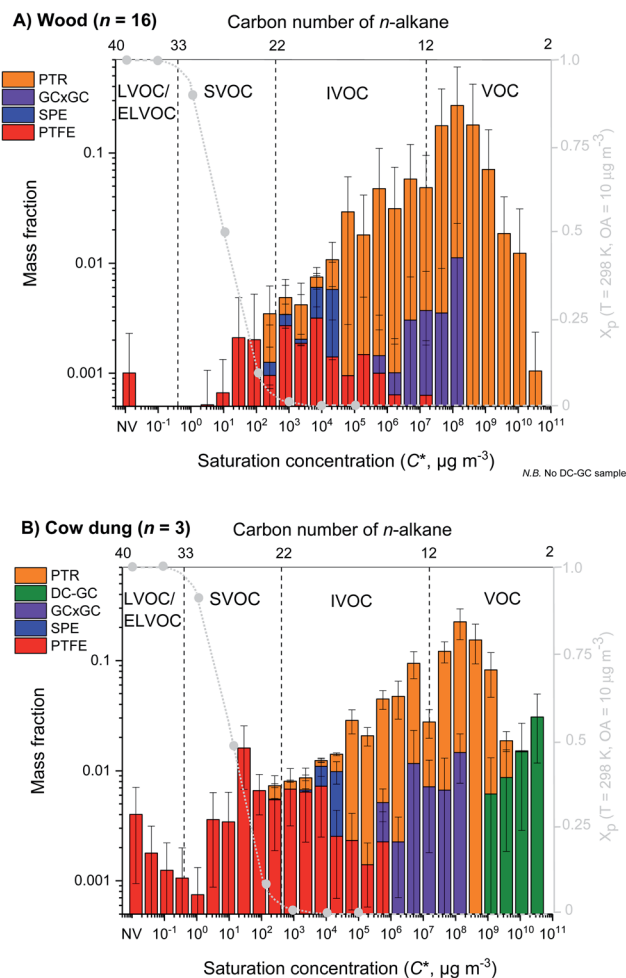 A) Wood (n = 16)
Carbon number of n-alkane
40 33 22 12 2
PTR
GCxGC
SPE
PTFE
LVOC/
ELVOC
SVOC
IVOC
VOC
1.0
0.75
0.5
0.25
0
Xp (T = 298 K, OA = 10 µg m-3)
Mass fraction
0.1
0.01
0.001
NV 10-1 100 101 102 103 104 105 106 107 108 109 1010 1011
Saturation concentration (C*, µg m-3)
N.B. No DC-GC sample
B) Cow dung (n = 3)
Carbon number of n-alkane
40 33 22 12 2
PTR
DC-GC
GCxGC
SPE
PTFE
LVOC/
ELVOC
SVOC
IVOC
VOC
1.0
0.75
0.5
0.25
0
Xp (T = 298 K, OA = 10 µg m-3)
Mass fraction
0.1
0.01
0.001
NV 10-1 100 101 102 103 104 105 106 107 108 109 1010 1011
Saturation concentration (C*, µg m-3)